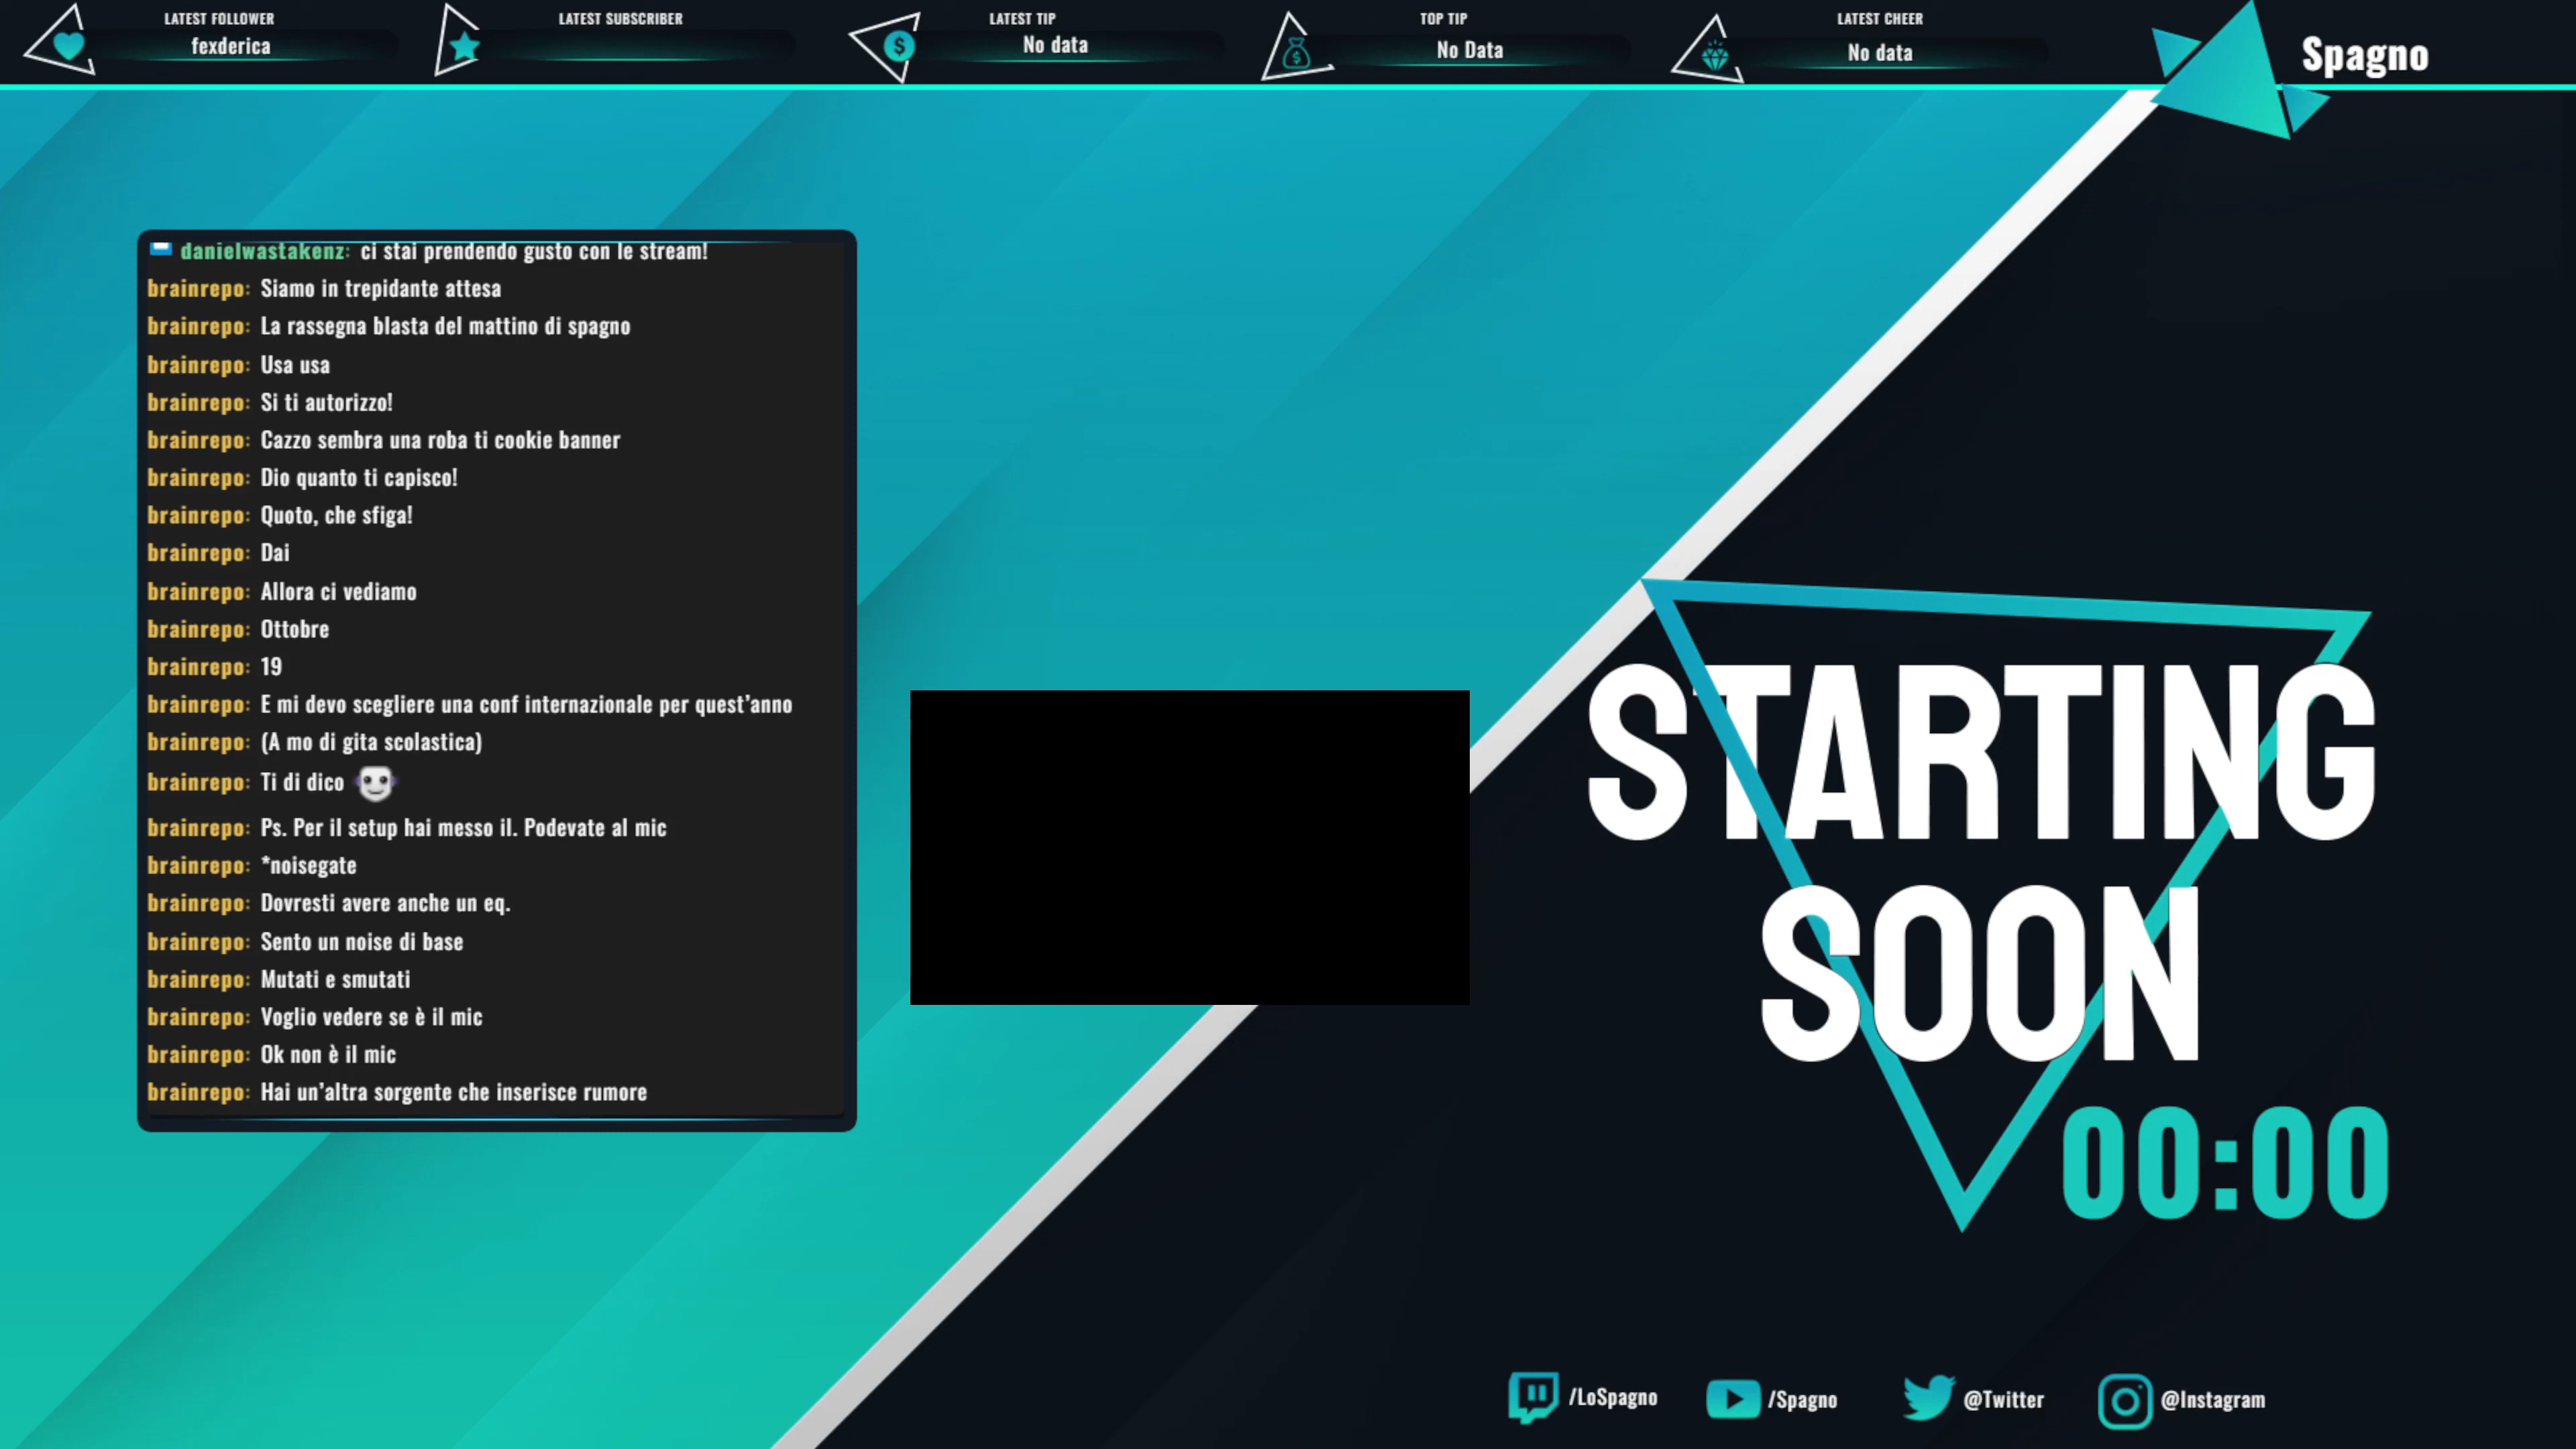 LATEST FOLLOWER
fexderica
LATEST SUBSCRIBER
LATEST TIP
No data
TOP TIP
No Data
LATEST CHEER
No data
Spagno
danielwastakenz: ci stai prendendo gusto con le stream!
brainrepo: Siamo in trepidante attesa
brainrepo: La rassegna blasta del mattino di spagno
brainrepo: Usa usa
brainrepo: Si ti autorizzo!
brainrepo: Cazzo sembra una roba ti cookie banner
brainrepo: Dio quanto ti capisco!
brainrepo: Quoto, che sfiga!
brainrepo: Dai
brainrepo: Allora ci vediamo
brainrepo: Ottobre
brainrepo: 19
brainrepo: E mi devo scegliere una conf internazionale per quest'anno
brainrepo: (A mo di gita scolastica)
brainrepo: Ti di dico
brainrepo: Ps. Per il setup hai messo il. Podevate al mic
brainrepo: *noisegate
brainrepo: Dovresti avere anche un eq.
brainrepo: Sento un noise di base
brainrepo: Mutati e smutati
brainrepo: Voglio vedere se è il mic
brainrepo: Ok non è il mic
brainrepo: Hai un'altra sorgente che inserisce rumore
STARTING
SOON
00:00
/LoSpagno
/Spagno
@Twitter
@Instagram